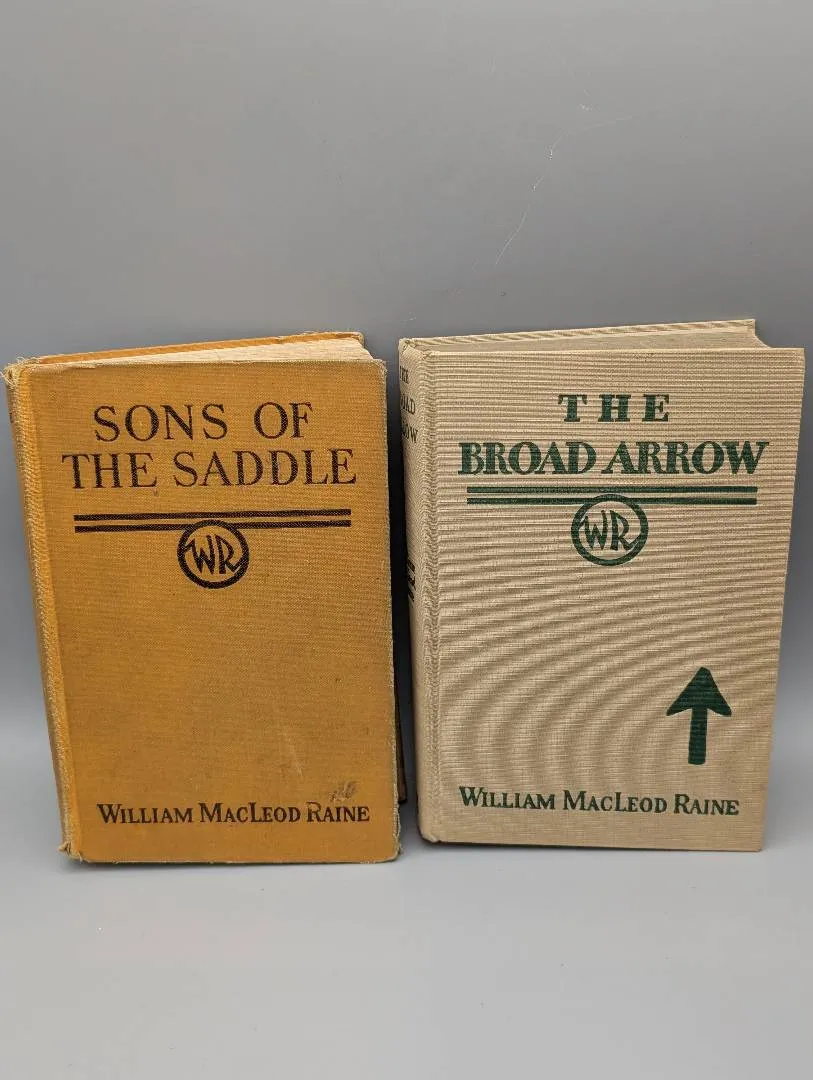 SONS OF
THE SADDLE
WR
WILLIAM MACLEOD RAINE
THE
BROAD ARROW
WR
WILLIAM MACLEOD RAINE